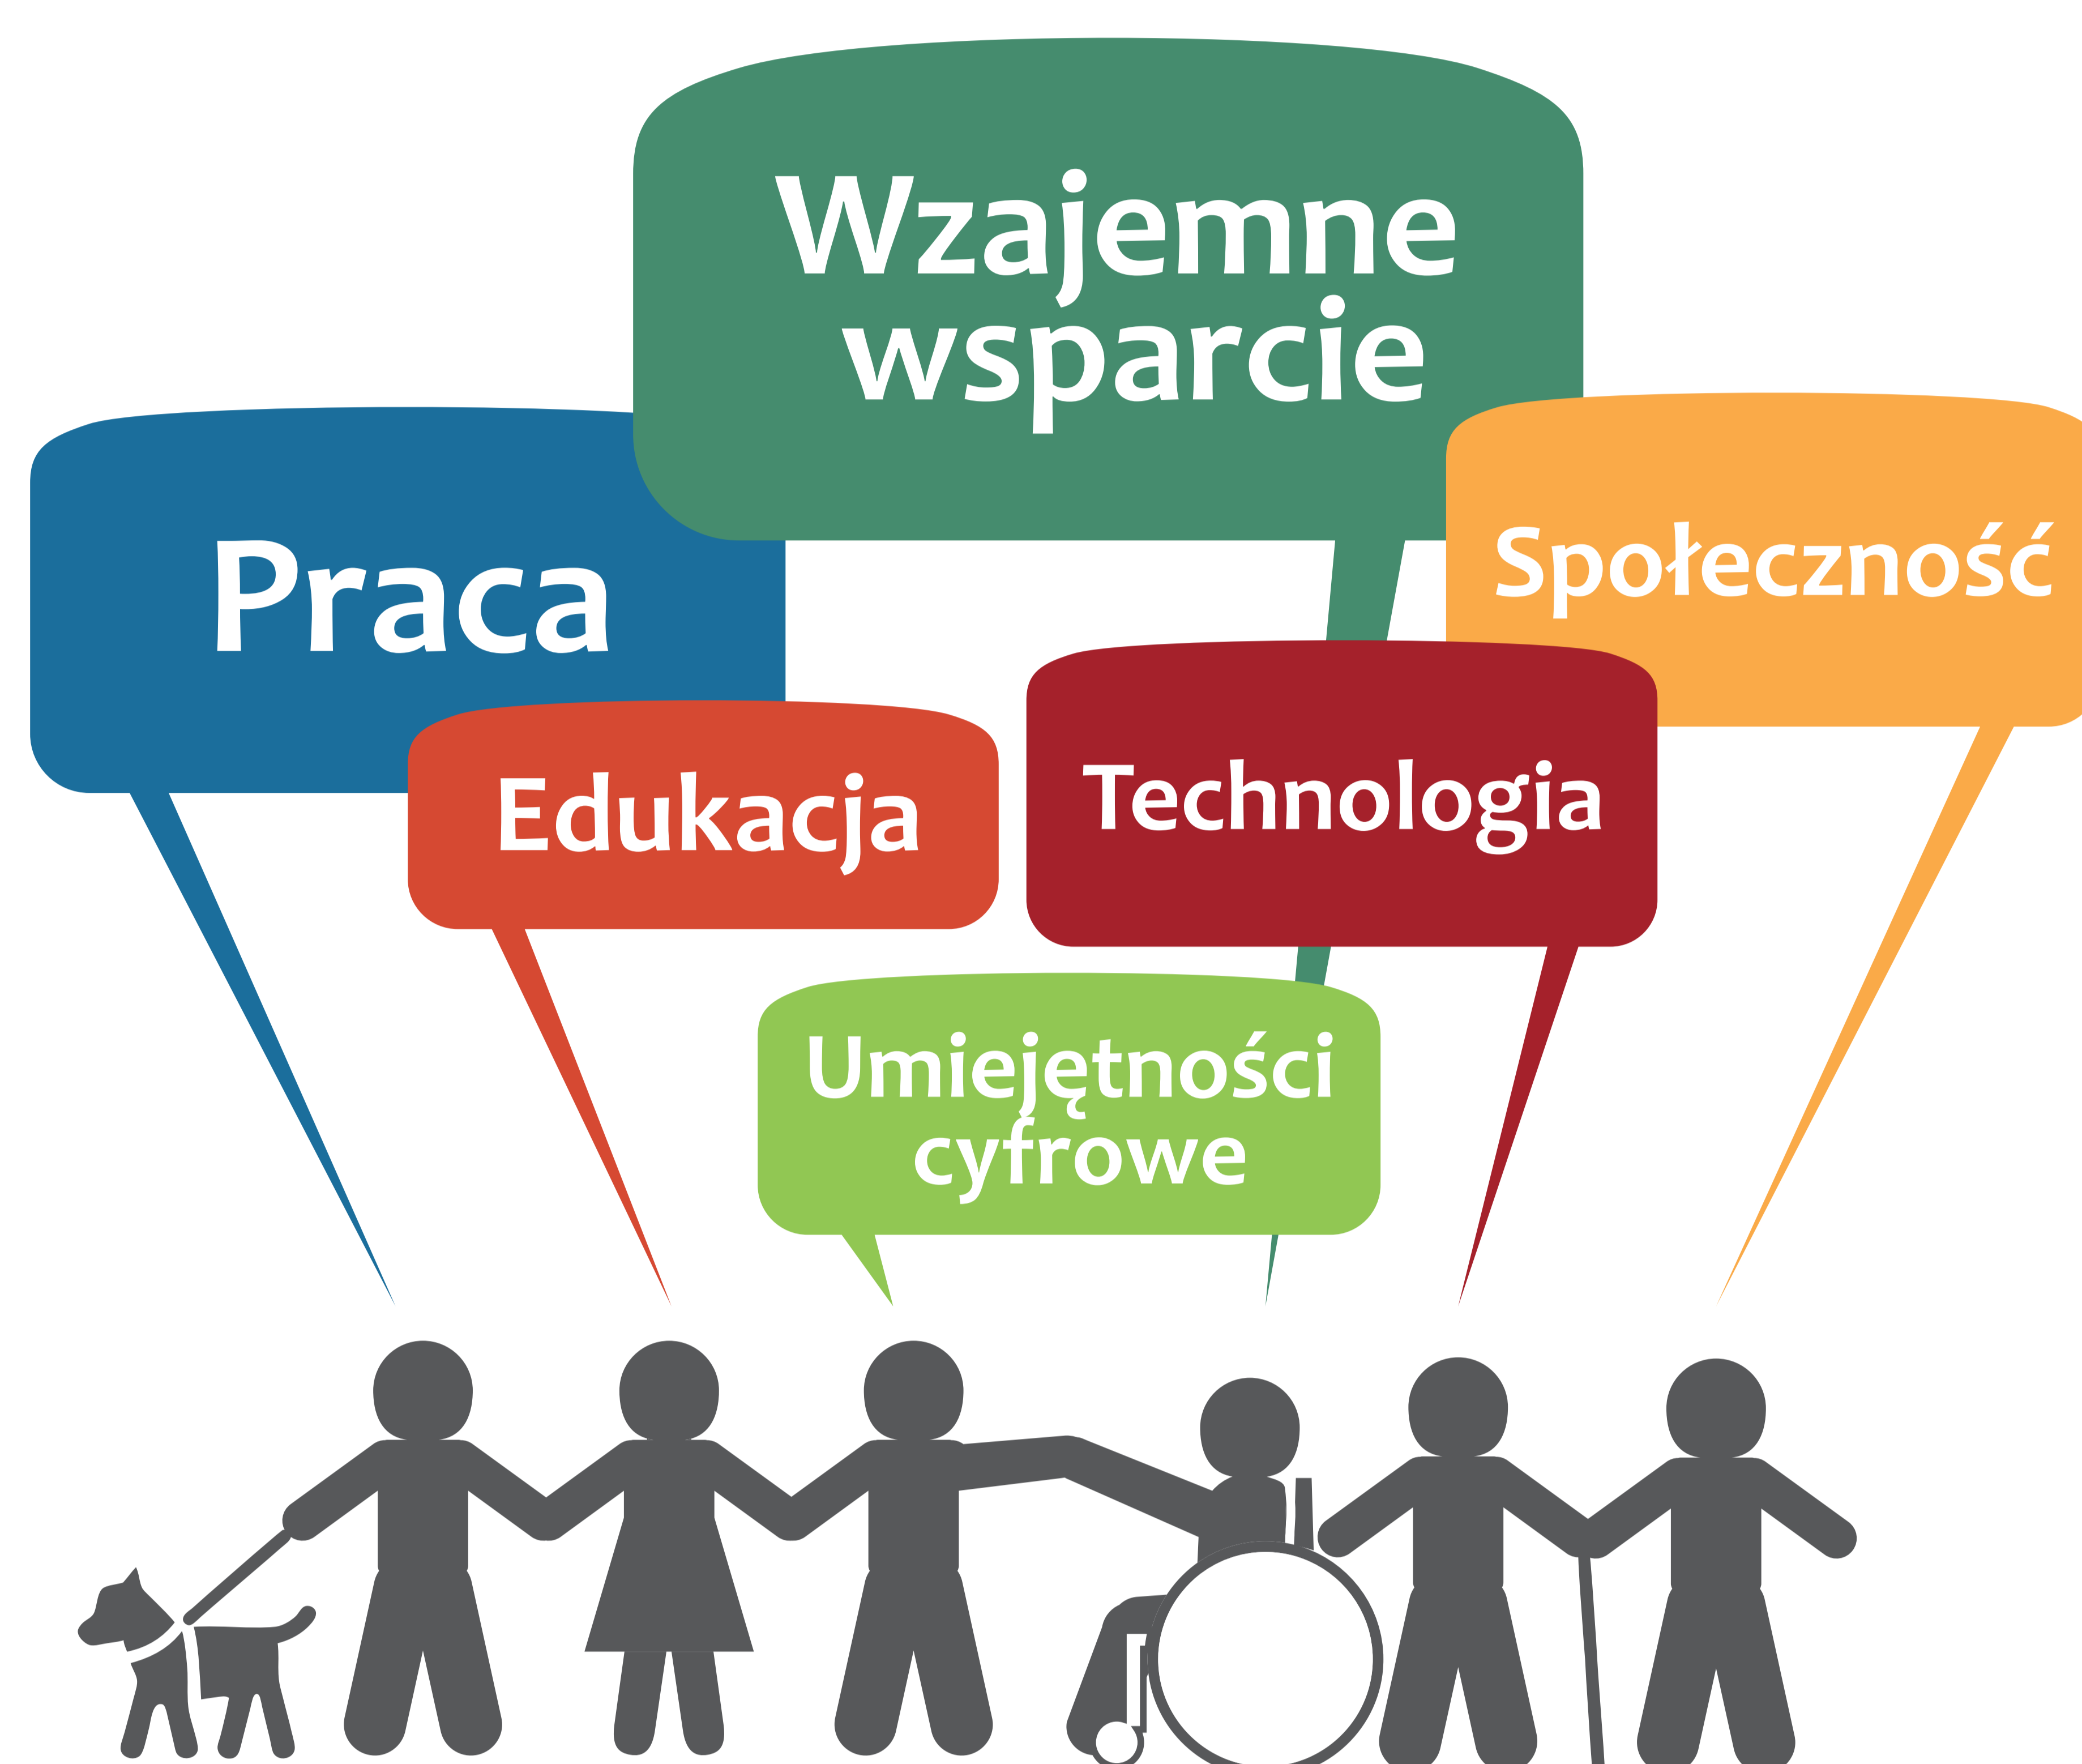 Wzajemne
wsparcie
Praca
Społeczność
Edukacja
Technologia
Umiejętności
cyfrowe